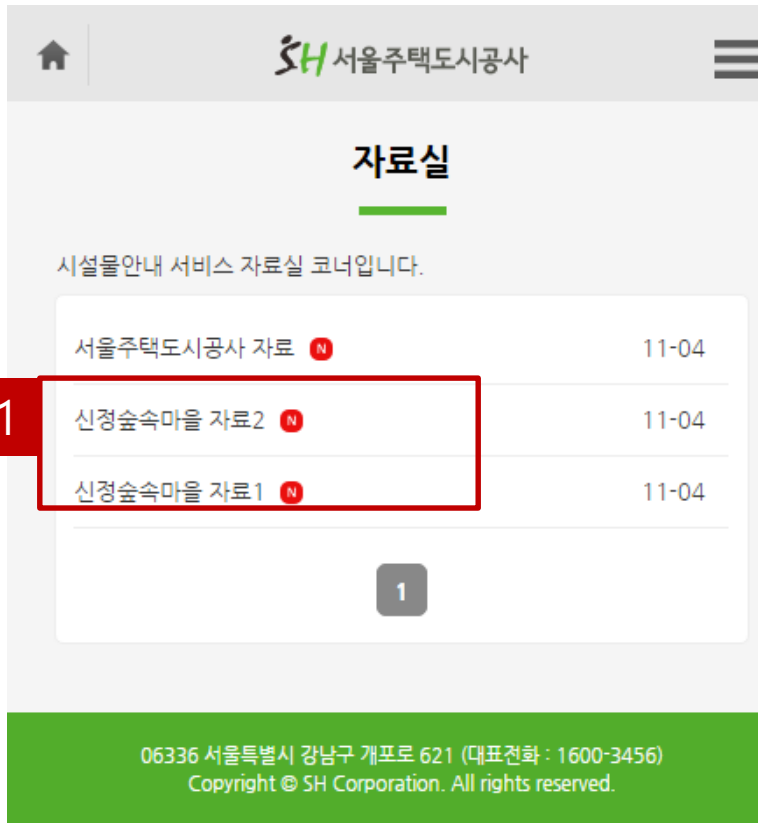 SH 서울주택도시공사
자료실
시설물안내 서비스 자료실 코너입니다.
서울주택도시공사 자료 N 11-04
1
신정숲속마을 자료2 N 11-04
신정숲속마을 자료1 N 11-04
1
06336 서울특별시 강남구 개포로 621 (대표전화 : 1600-3456)
Copyright © SH Corporation. All rights reserved.